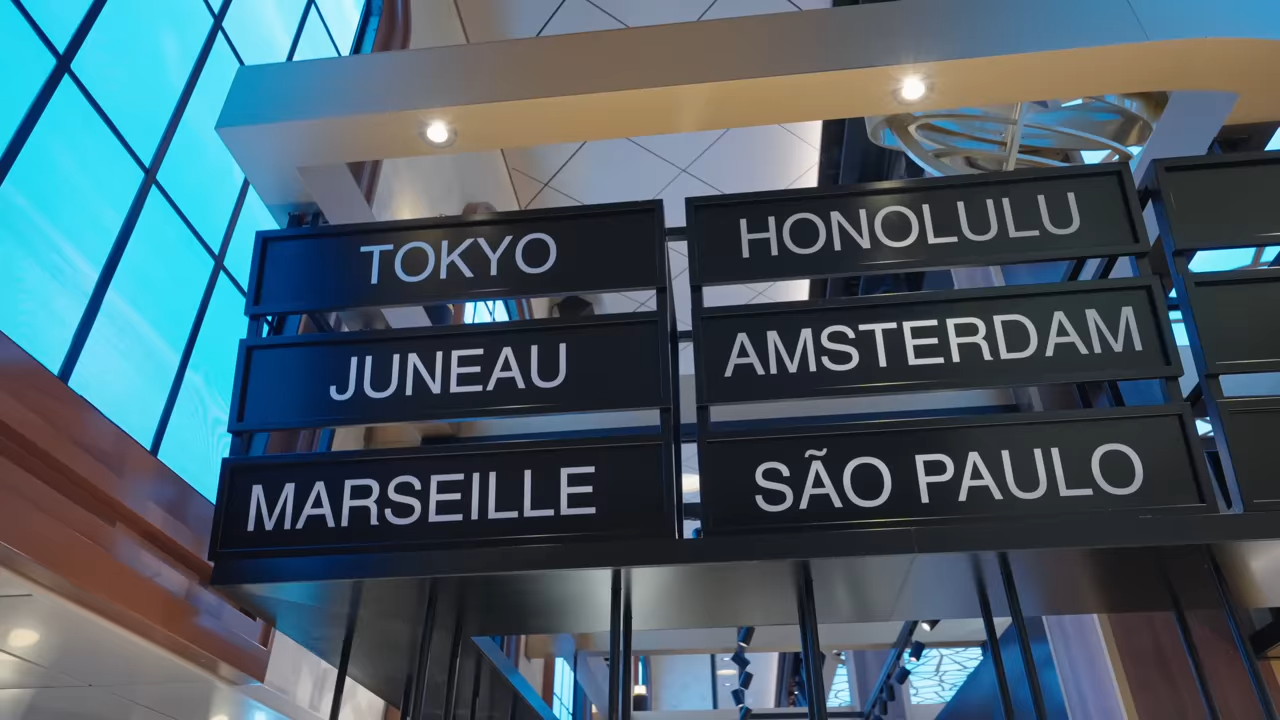 TOKYO
JUNEAU
MARSEILLE
HONOLULU
AMSTERDAM
SÃO PAULO